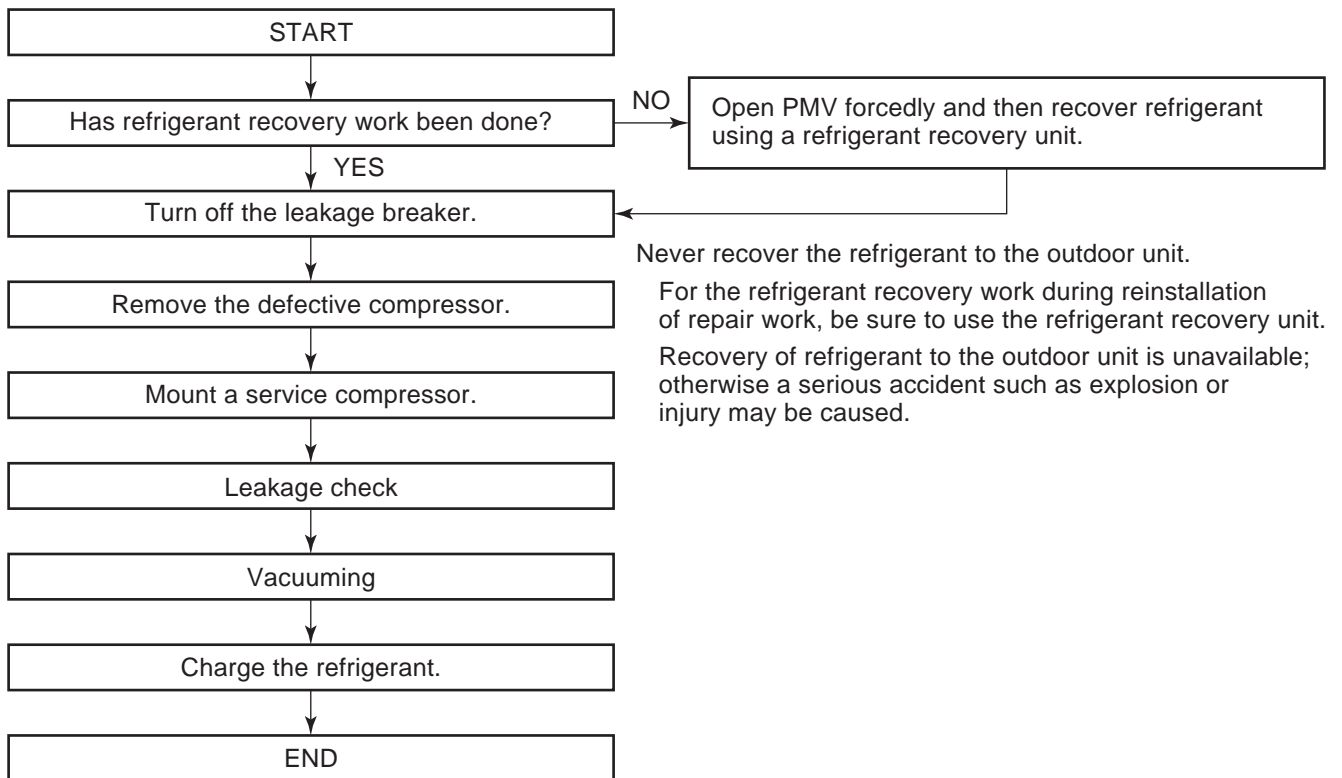 START
Has refrigerant recovery work been done?
NO
Open PMV forcedly and then recover refrigerant
using a refrigerant recovery unit.
YES
Turn off the leakage breaker.
Never recover the refrigerant to the outdoor unit.
For the refrigerant recovery work during reinstallation
of repair work, be sure to use the refrigerant recovery unit.
Recovery of refrigerant to the outdoor unit is unavailable;
otherwise a serious accident such as explosion or
injury may be caused.
Remove the defective compressor.
Mount a service compressor.
Leakage check
Vacuuming
Charge the refrigerant.
END